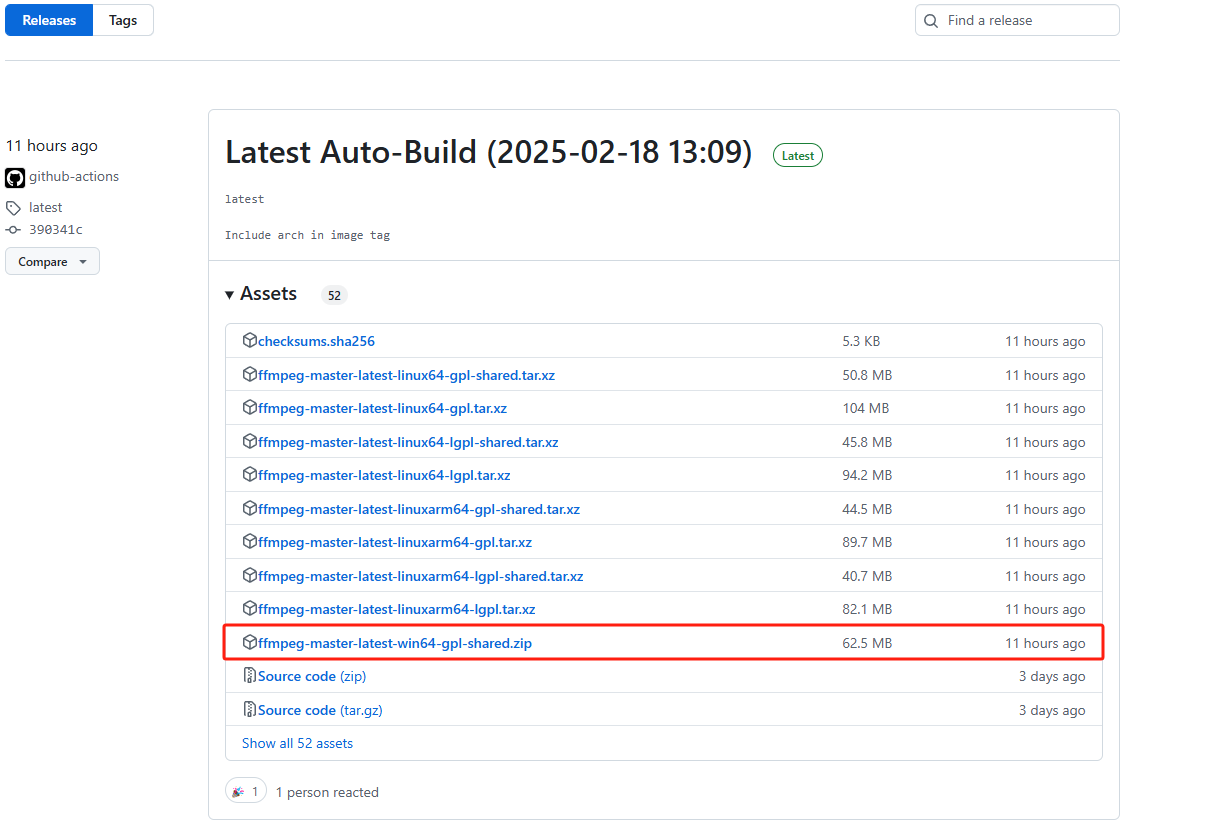 Releases Tags Find a release
11 hours ago
github-actions
latest
390341c
Compare
Latest Auto-Build (2025-02-18 13:09) Latest
latest
Include arch in image tag
Assets 52
checksums.sha256 5.3 KB 11 hours ago
ffmpeg-master-latest-linux64-gpl-shared.tar.xz 50.8 MB 11 hours ago
ffmpeg-master-latest-linux64-gpl.tar.xz 104 MB 11 hours ago
ffmpeg-master-latest-linux64-lgpl-shared.tar.xz 45.8 MB 11 hours ago
ffmpeg-master-latest-linux64-lgpl.tar.xz 94.2 MB 11 hours ago
ffmpeg-master-latest-linuxarm64-gpl-shared.tar.xz 44.5 MB 11 hours ago
ffmpeg-master-latest-linuxarm64-gpl.tar.xz 89.7 MB 11 hours ago
ffmpeg-master-latest-linuxarm64-lgpl-shared.tar.xz 40.7 MB 11 hours ago
ffmpeg-master-latest-linuxarm64-lgpl.tar.xz 82.1 MB 11 hours ago
ffmpeg-master-latest-win64-gpl-shared.zip 62.5 MB 11 hours ago
Source code (zip) 3 days ago
Source code (tar.gz) 3 days ago
Show all 52 assets
1 1 person reacted